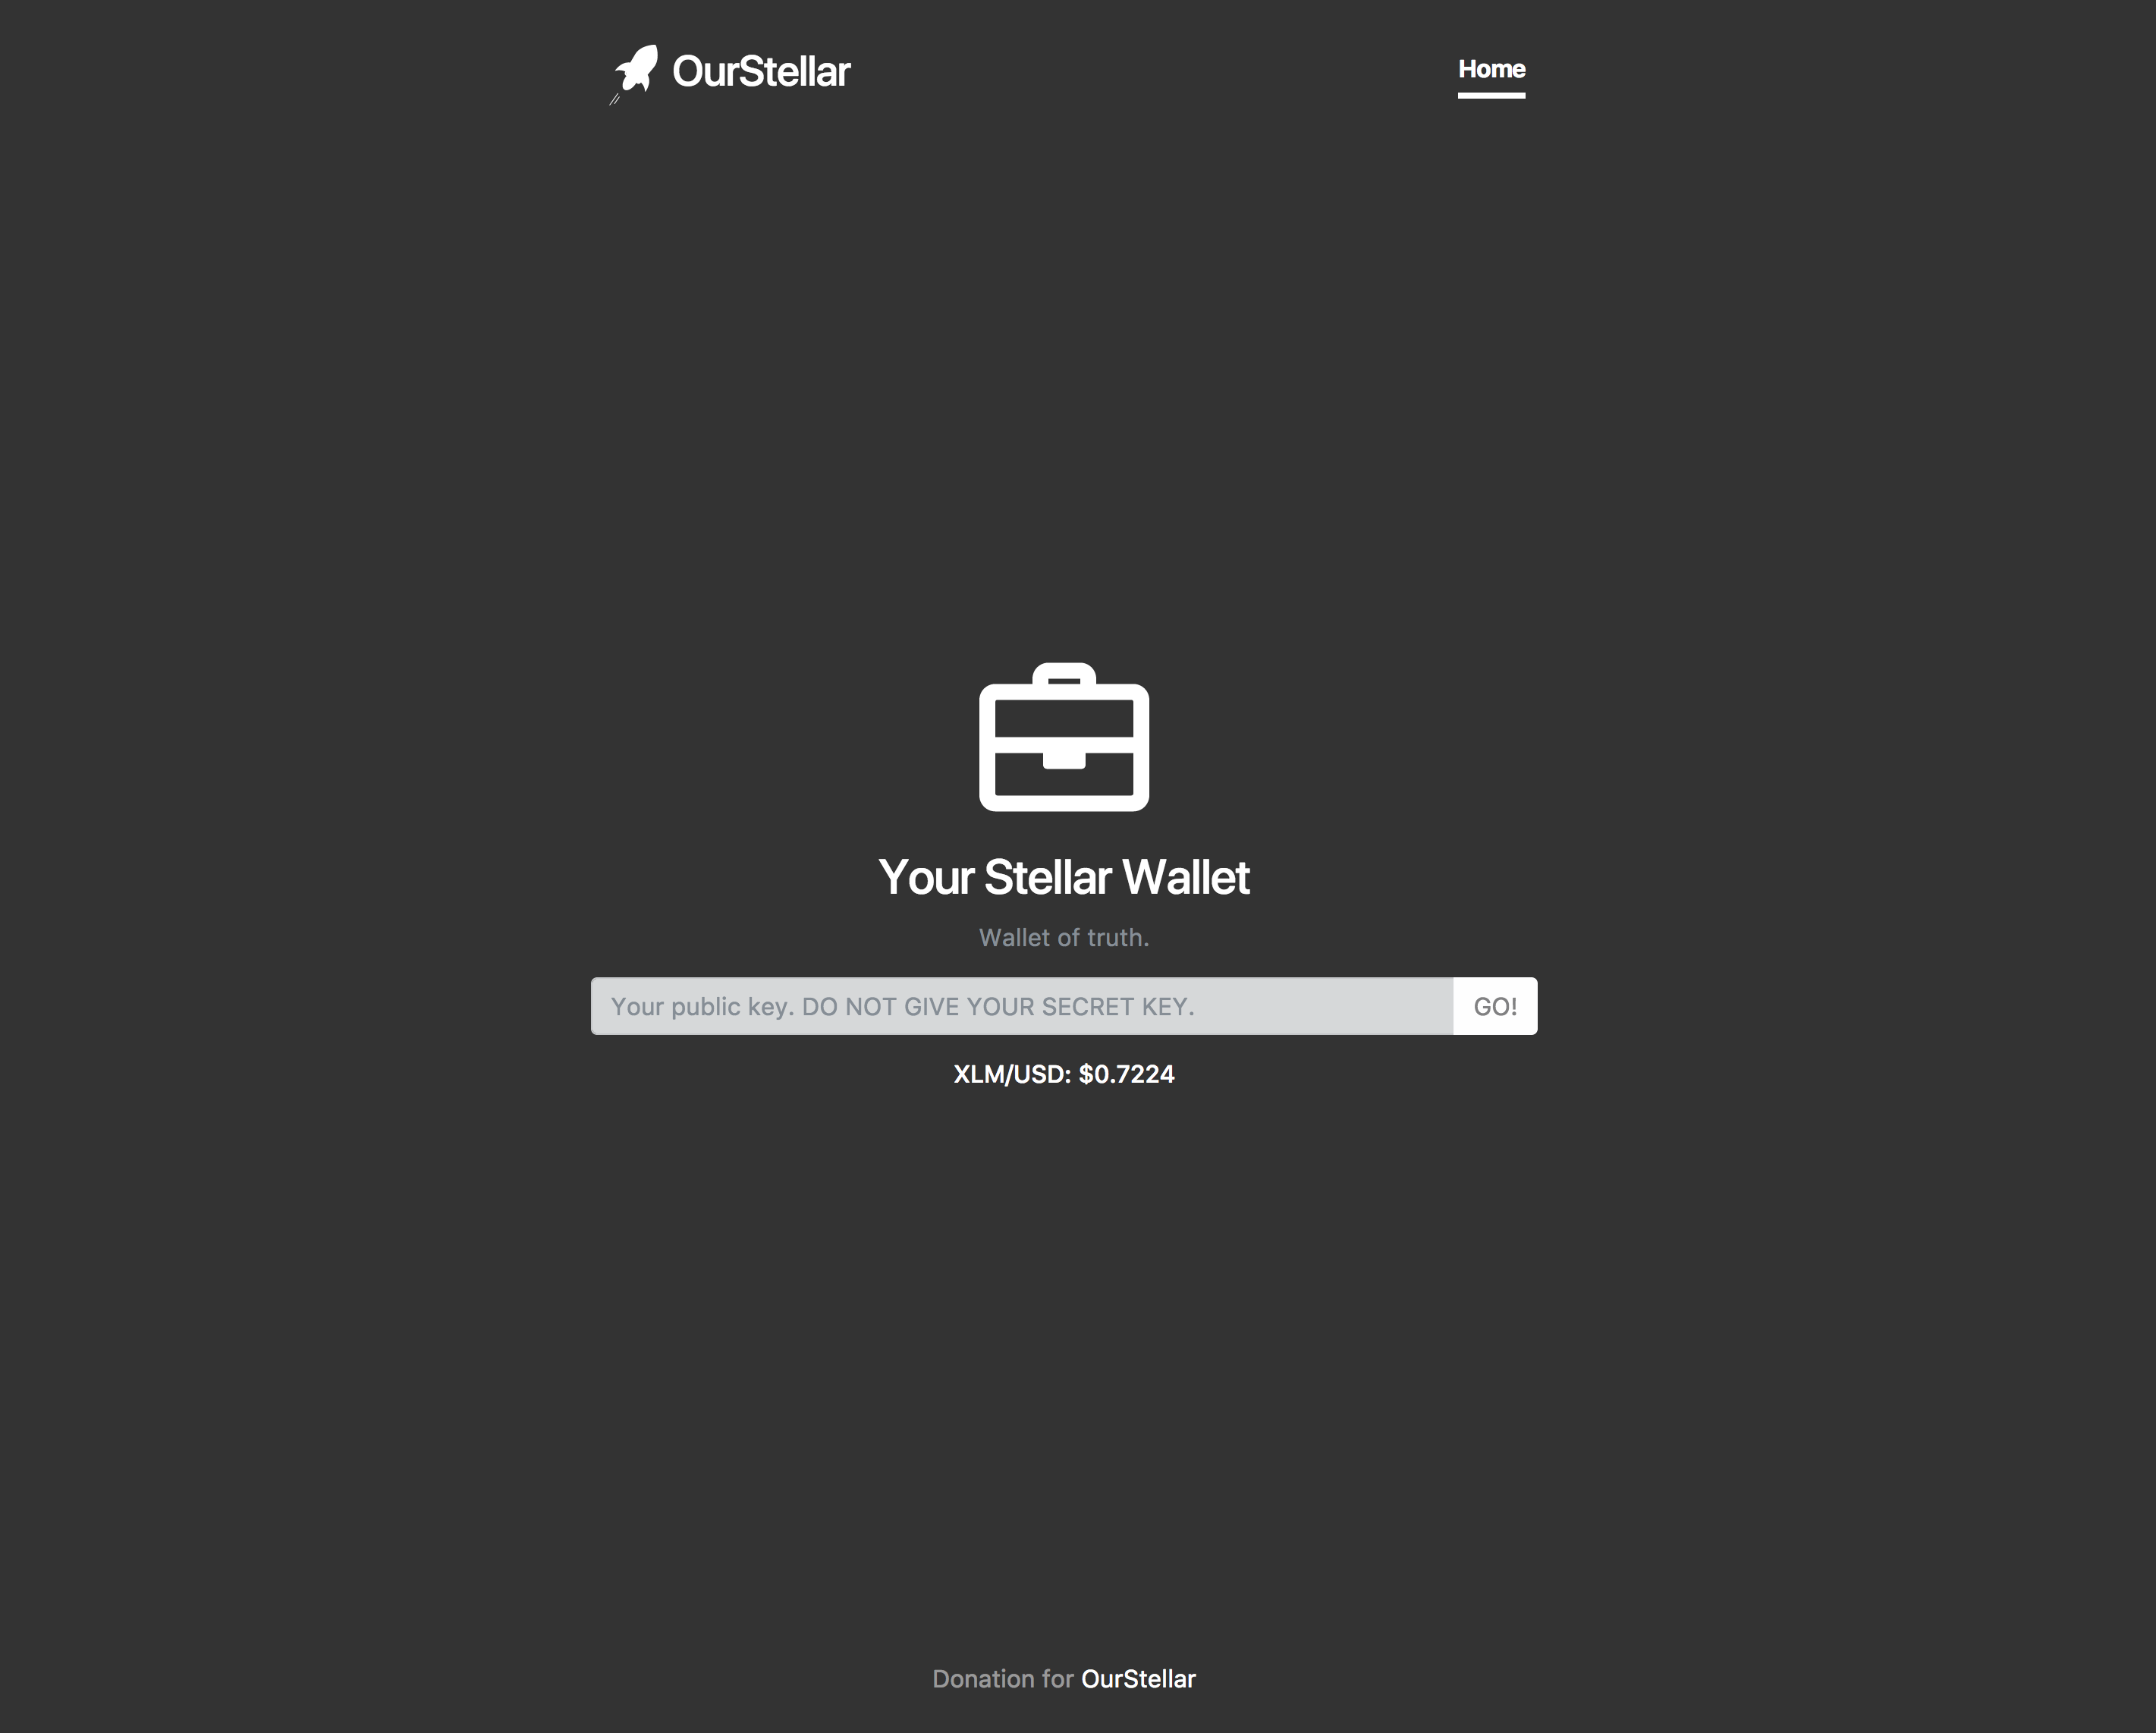 OurStellar
Home
Your Stellar Wallet
Wallet of truth.
Your public key. DO NOT GIVE YOUR SECRET KEY.
GO!
XLM/USD: $0.7224
Donation for OurStellar